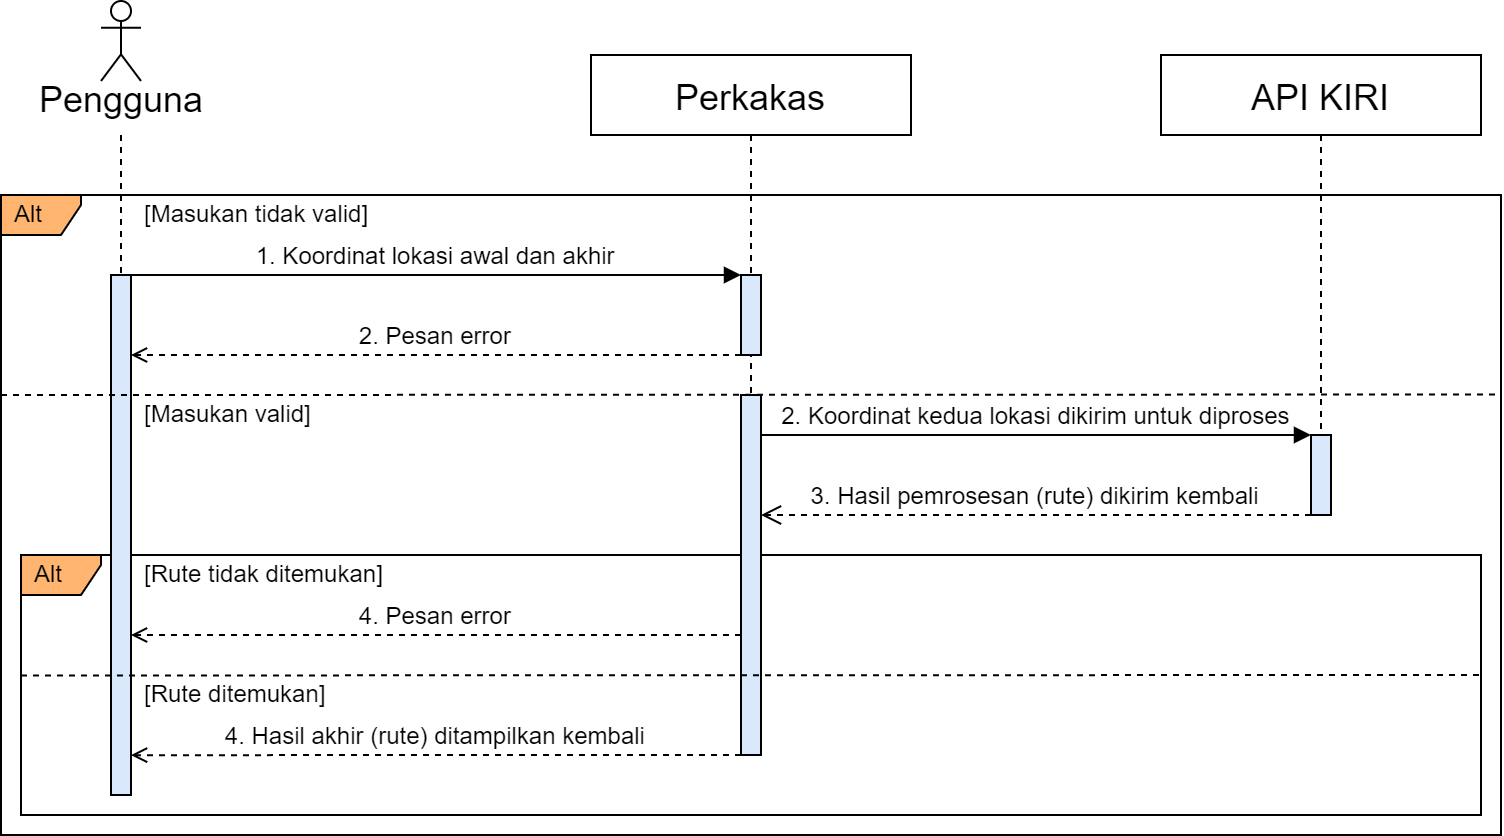 Pengguna
Perkakas
API KIRI
Alt
[Masukan tidak valid]
1. Koordinat lokasi awal dan akhir
2. Pesan error
[Masukan valid]
2. Koordinat kedua lokasi dikirim untuk diproses
3. Hasil pemrosesan (rute) dikirim kembali
Alt
[Rute tidak ditemukan]
4. Pesan error
[Rute ditemukan]
4. Hasil akhir (rute) ditampilkan kembali